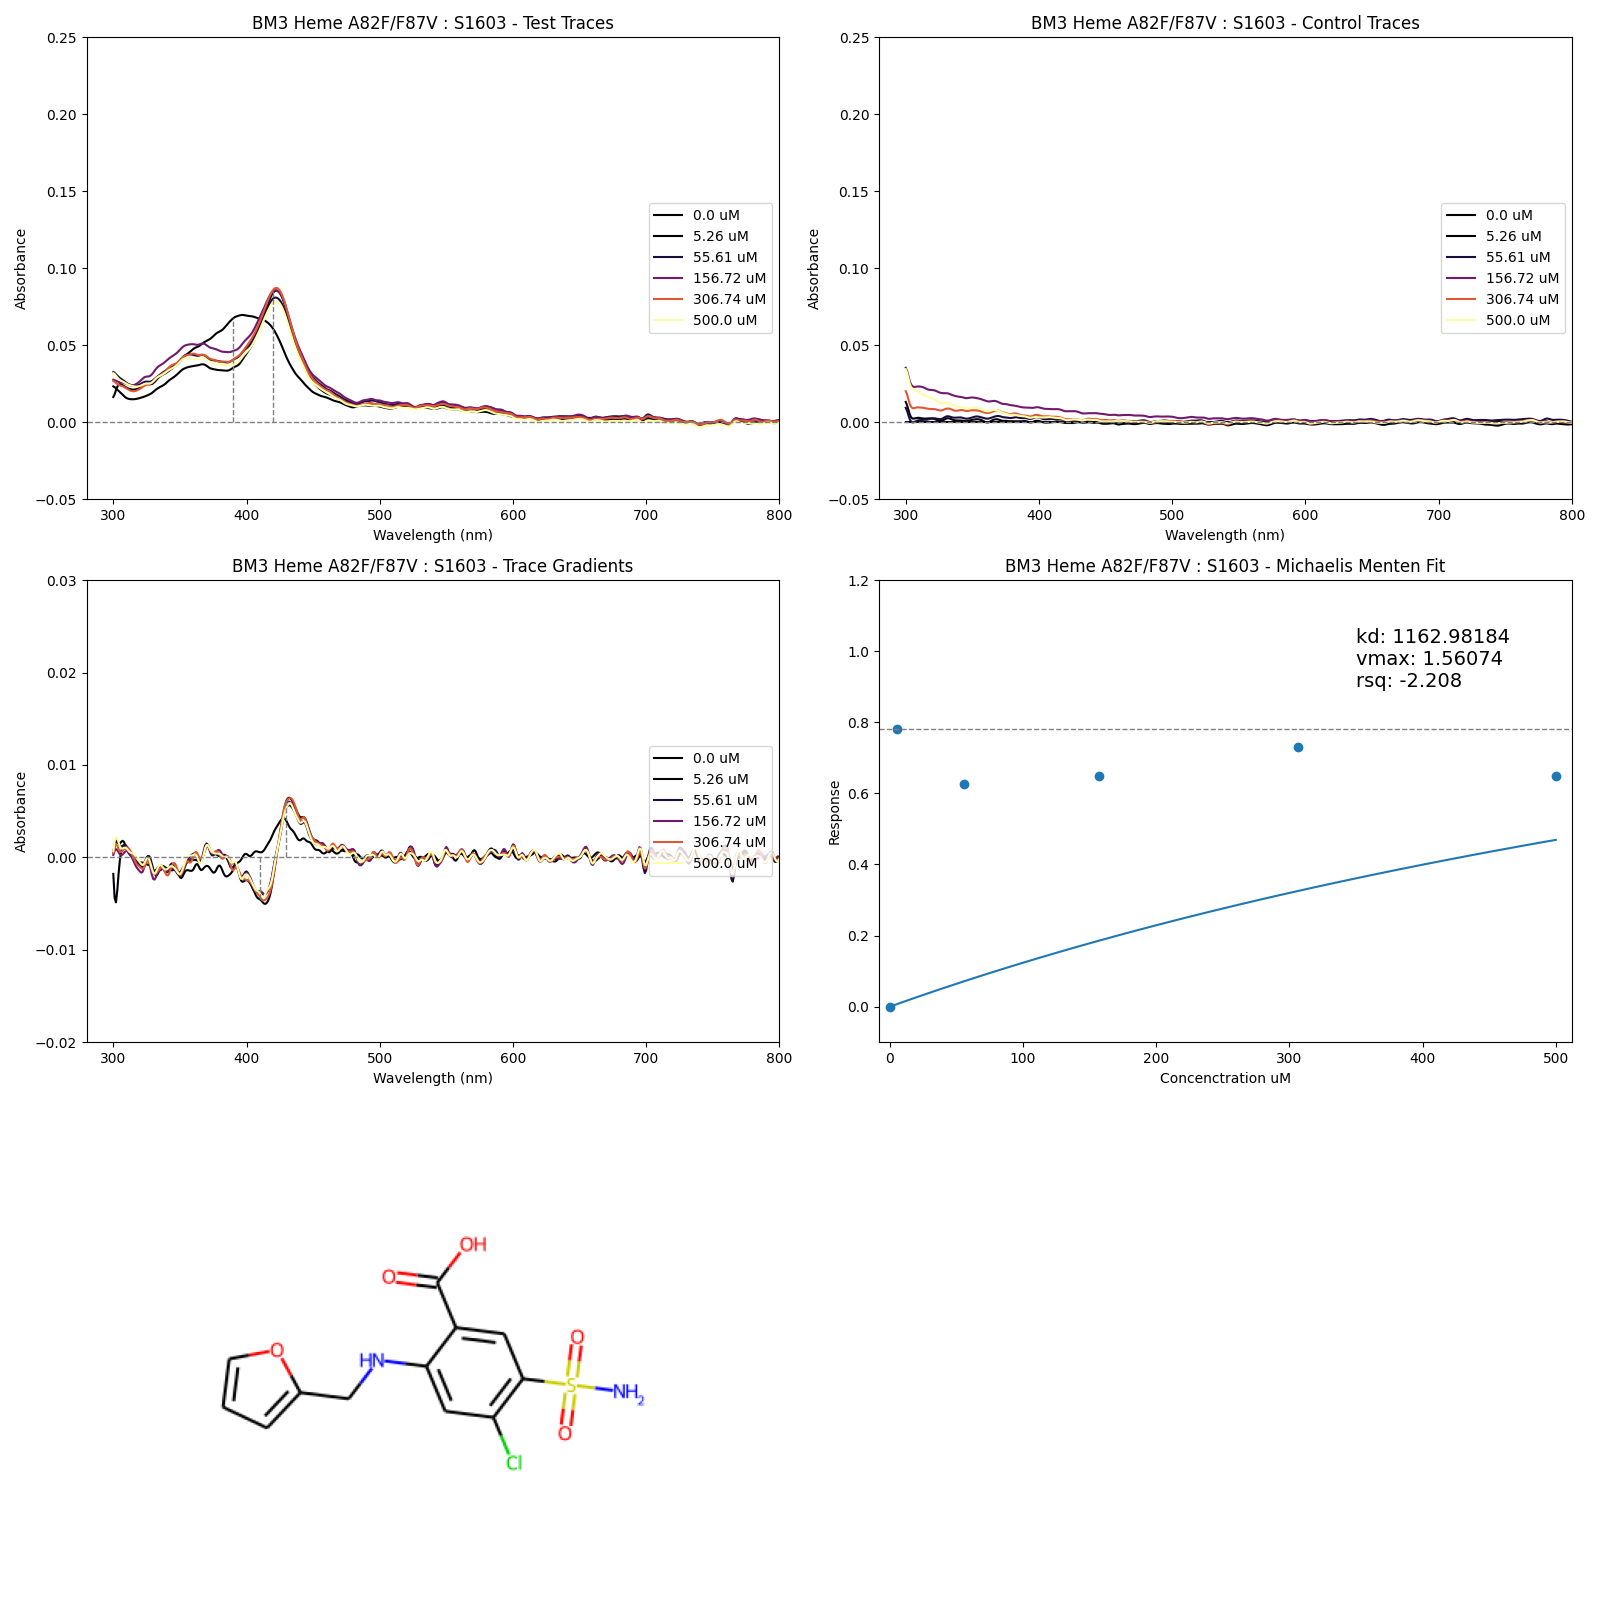 BM3 Heme A82F/F87V : S1603 - Test Traces
Absorbance
0.25
0.20
0.15
0.10
0.05
0.00
−0.05
300 400 500 600 700 800
Wavelength (nm)
0.0 uM
5.26 uM
55.61 uM
156.72 uM
306.74 uM
500.0 uM
BM3 Heme A82F/F87V : S1603 - Control Traces
Absorbance
0.25
0.20
0.15
0.10
0.05
0.00
−0.05
300 400 500 600 700 800
Wavelength (nm)
0.0 uM
5.26 uM
55.61 uM
156.72 uM
306.74 uM
500.0 uM
BM3 Heme A82F/F87V : S1603 - Trace Gradients
Absorbance
0.03
0.02
0.01
0.00
−0.01
−0.02
300 400 500 600 700 800
Wavelength (nm)
0.0 uM
5.26 uM
55.61 uM
156.72 uM
306.74 uM
500.0 uM
BM3 Heme A82F/F87V : S1603 - Michaelis Menten Fit
Response
1.2
1.0
0.8
0.6
0.4
0.2
0.0
0 100 200 300 400 500
Concenctration uM
kd: 1162.98184
vmax: 1.56074
rsq: -2.208
OH
O
O
HN
O
S
NH2
O
Cl